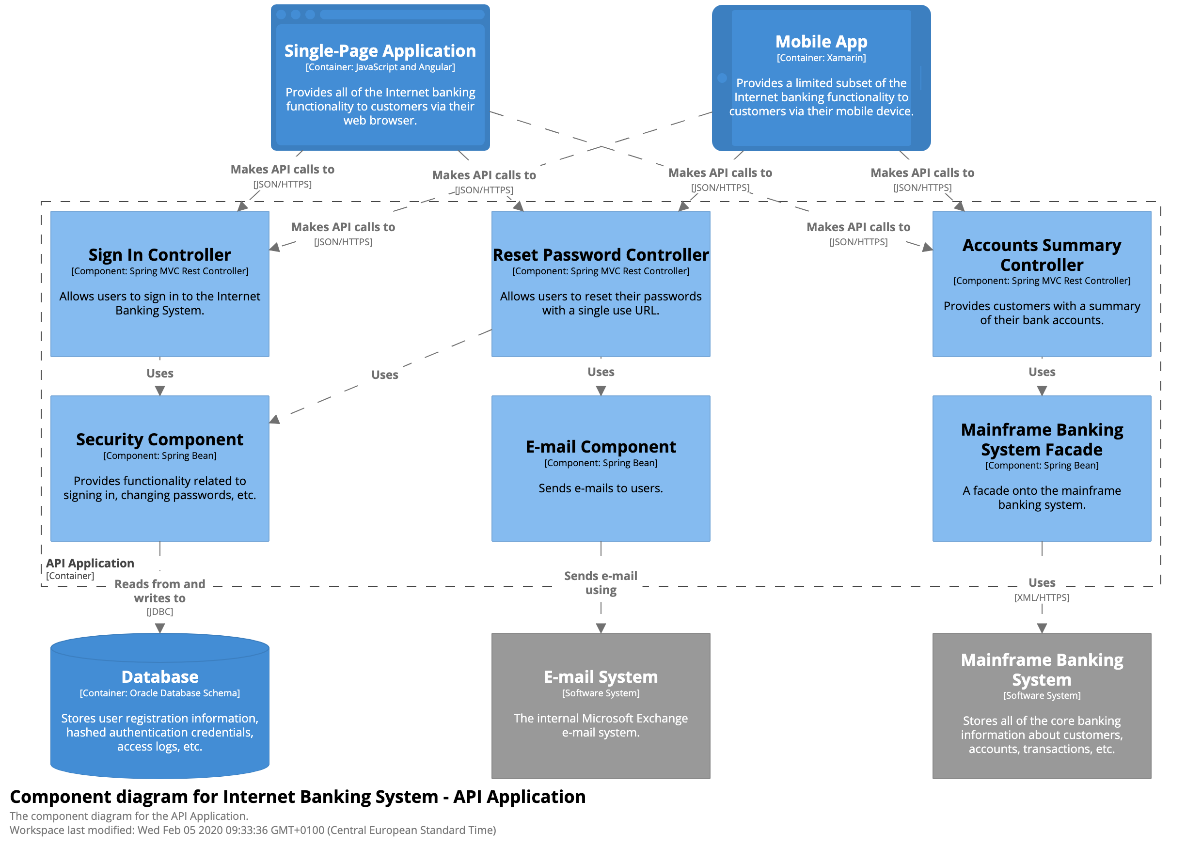 Single-Page Application
[Container: JavaScript and Angular]
Provides all of the Internet banking
functionality to customers via their
web browser.
Mobile App
[Container: Xamarin]
Provides a limited subset of the
Internet banking functionality to
customers via their mobile device.
Makes API calls to
[JSON/HTTPS]
Makes API calls to
[JSON/HTTPS]
Makes API calls to
[JSON/HTTPS]
Makes API calls to
[JSON/HTTPS]
Makes API calls to
[JSON/HTTPS]
Makes API calls to
[JSON/HTTPS]
Sign In Controller
[Component: Spring MVC Rest Controller]
Allows users to sign in to the Internet
Banking System.
Reset Password Controller
[Component: Spring MVC Rest Controller]
Allows users to reset their passwords
with a single use URL.
Accounts Summary
Controller
[Component: Spring MVC Rest Controller]
Provides customers with a summary
of their bank accounts.
Uses
Uses
Uses
Uses
Security Component
[Component: Spring Bean]
Provides functionality related to
signing in, changing passwords, etc.
E-mail Component
[Component: Spring Bean]
Sends e-mails to users.
Mainframe Banking
System Facade
[Component: Spring Bean]
A facade onto the mainframe
banking system.
API Application
[Container]
Reads from and
writes to
[JDBC]
Sends e-mail
using
Uses
[XML/HTTPS]
Database
[Container: Oracle Database Schema]
Stores user registration information,
hashed authentication credentials,
access logs, etc.
E-mail System
[Software System]
The internal Microsoft Exchange
e-mail system.
Mainframe Banking
System
[Software System]
Stores all of the core banking
information about customers,
accounts, transactions, etc.
Component diagram for Internet Banking System - API Application
The component diagram for the API Application.
Workspace last modified: Wed Feb 05 2020 09:33:36 GMT+0100 (Central European Standard Time)